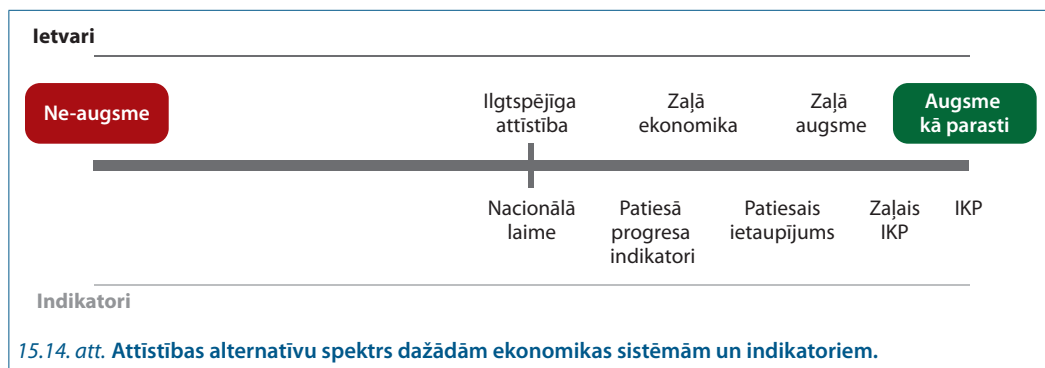 Ietvari
Ne-augsme
Ilgtspējīga
attīstība
Zaļā
ekonomika
Zaļā
augsme
Augsme
kā parasti
Nacionālā
laime
Patiesā
progresa
indikatori
Patiesais
ietaupījums
Zaļais
IKP
IKP
Indikatori
15.14. att. Attīstības alternatīvu spektrs dažādām ekonomikas sistēmām un indikatoriem.